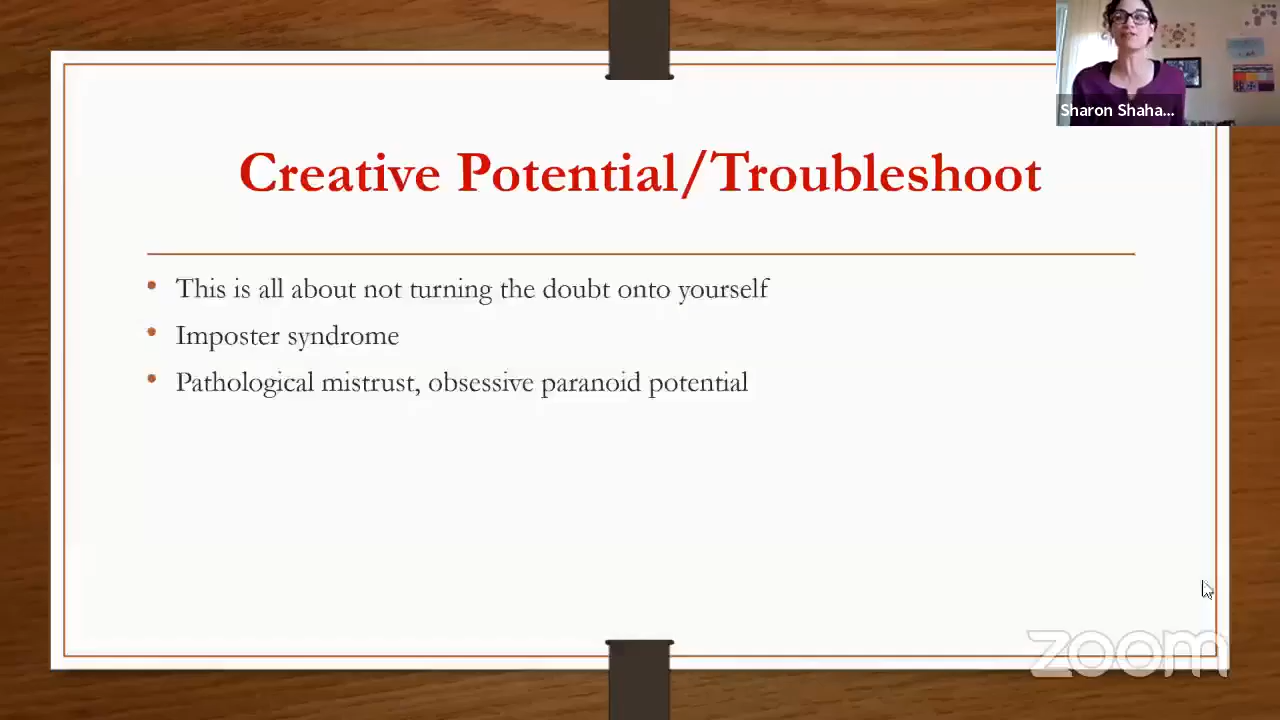 Sharon Shaha...
Creative Potential/Troubleshoot
• This is all about not turning the doubt onto yourself
• Imposter syndrome
• Pathological mistrust, obsessive paranoid potential
zoom